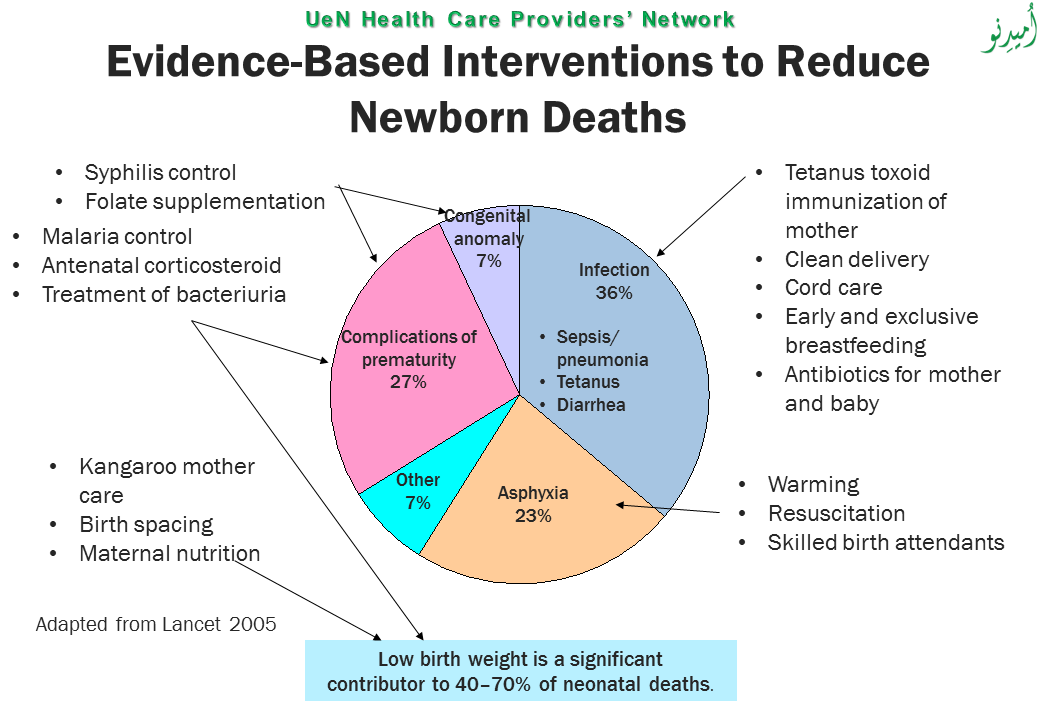 UeN Health Care Providers’ Network
اُمیدِنو
Evidence-Based Interventions to Reduce
Newborn Deaths
• Syphilis control
• Folate supplementation
• Malaria control
• Antenatal corticosteroid
• Treatment of bacteriuria
• Tetanus toxoid
immunization of
mother
• Clean delivery
• Cord care
• Early and exclusive
breastfeeding
• Antibiotics for mother
and baby
Congenital
anomaly
7%
Infection
36%
• Sepsis/
pneumonia
• Tetanus
• Diarrhea
Complications of
prematurity
27%
Other
7%
Asphyxia
23%
• Kangaroo mother
care
• Birth spacing
• Maternal nutrition
• Warming
• Resuscitation
• Skilled birth attendants
Adapted from Lancet 2005
Low birth weight is a significant
contributor to 40–70% of neonatal deaths.